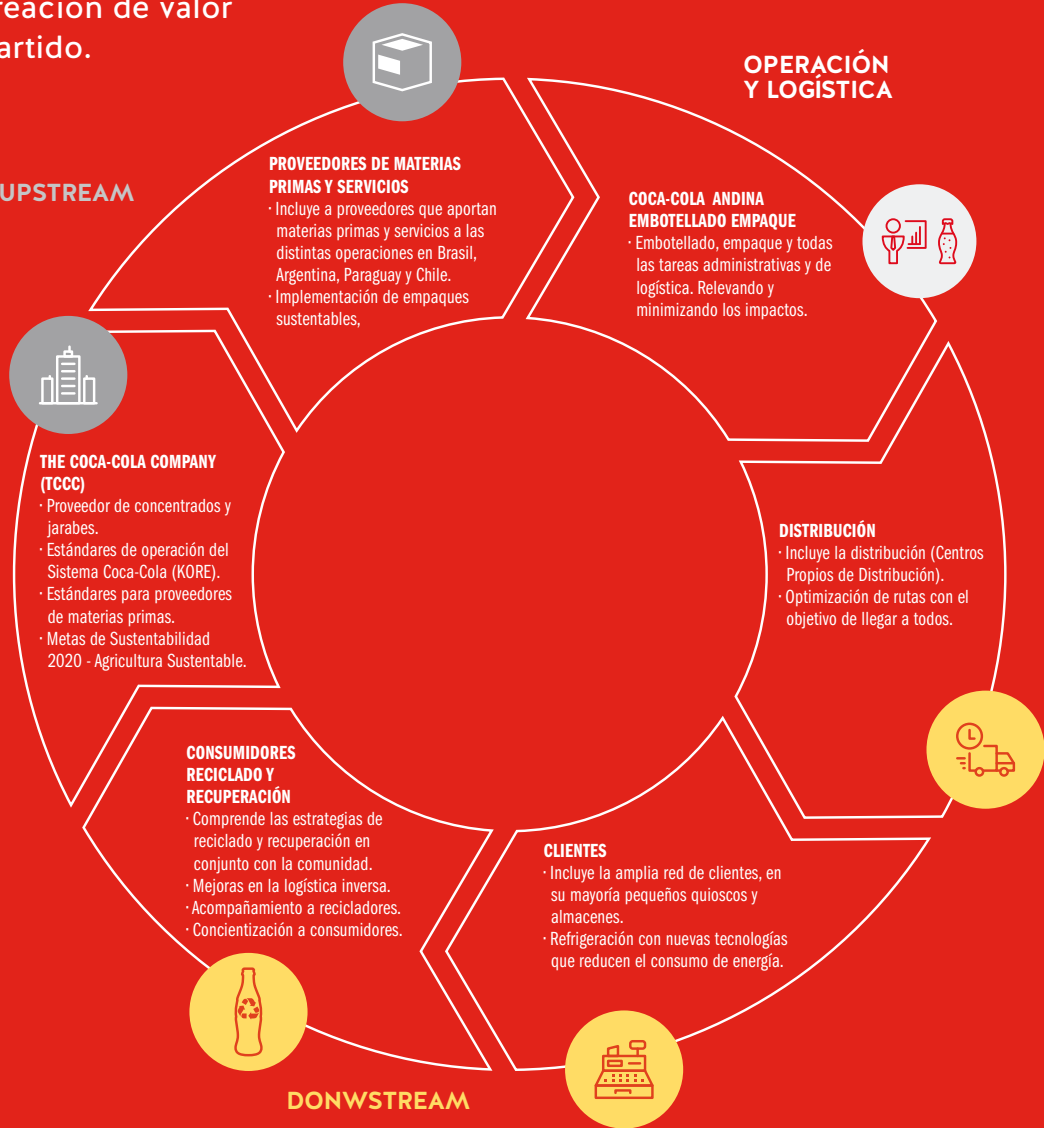 reación de valor
artido.
OPERACIÓN
Y LOGÍSTICA
UPSTREAM
PROVEEDORES DE MATERIAS
PRIMAS Y SERVICIOS
· Incluye a proveedores que aportan
materias primas y servicios a las
distintas operaciones en Brasil,
Argentina, Paraguay y Chile.
· Implementación de empaques
sustentables,
COCA-COLA ANDINA
EMBOTELLADO EMPAQUE
· Embotellado, empaque y todas
las tareas administrativas y de
logística. Relevando y
minimizando los impactos.
THE COCA-COLA COMPANY
(TCCC)
· Proveedor de concentrados y
jarabes.
· Estándares de operación del
Sistema Coca-Cola (KORE).
· Estándares para proveedores
de materias primas.
· Metas de Sustentabilidad
2020 - Agricultura Sustentable.
DISTRIBUCIÓN
· Incluye la distribución (Centros
Propios de Distribución).
· Optimización de rutas con el
objetivo de llegar a todos.
CONSUMIDORES
RECICLADO Y
RECUPERACIÓN
· Comprende las estrategias de
reciclado y recuperación en
conjunto con la comunidad.
· Mejoras en la logística inversa.
· Acompañamiento a recicladores.
· Concientización a consumidores.
CLIENTES
· Incluye la amplia red de clientes, en
su mayoría pequeños quioscos y
almacenes.
· Refrigeración con nuevas tecnologías
que reducen el consumo de energía.
DONWSTREAM